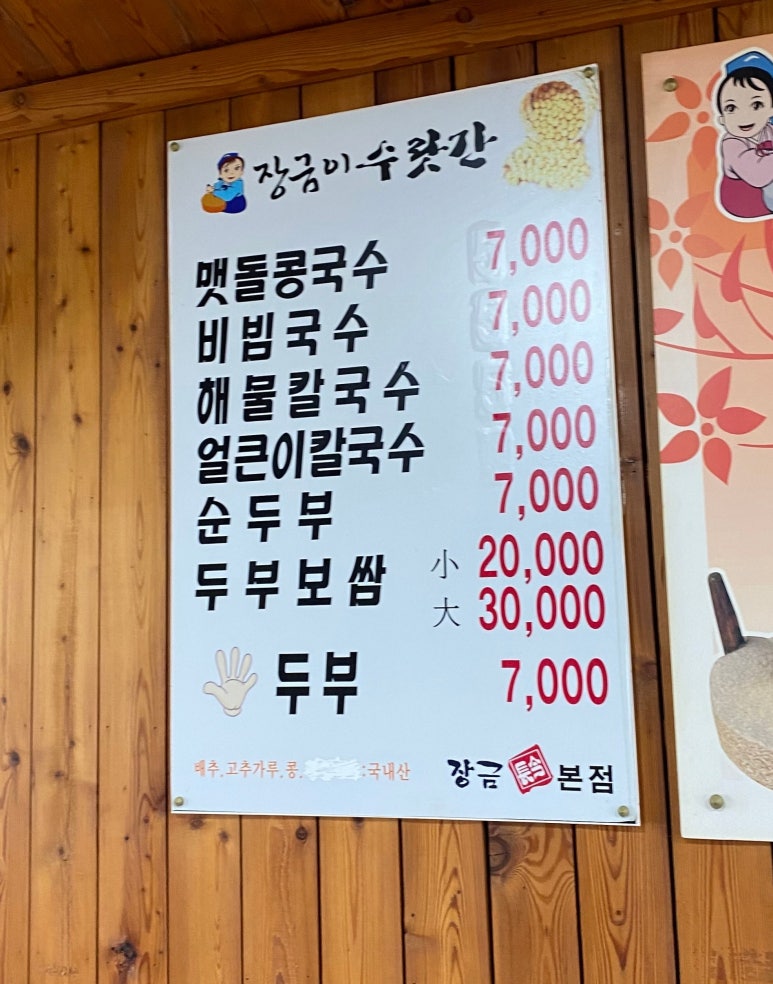 장금이 수랏간
맷돌콩국수 7,000
비빔국수 7,000
해물칼국수 7,000
얼큰이칼국수 7,000
순두부 7,000
두부보쌈 小 20,000
大 30,000
두부 7,000
배추, 고추가루, 콩, :국내산
장금 본점